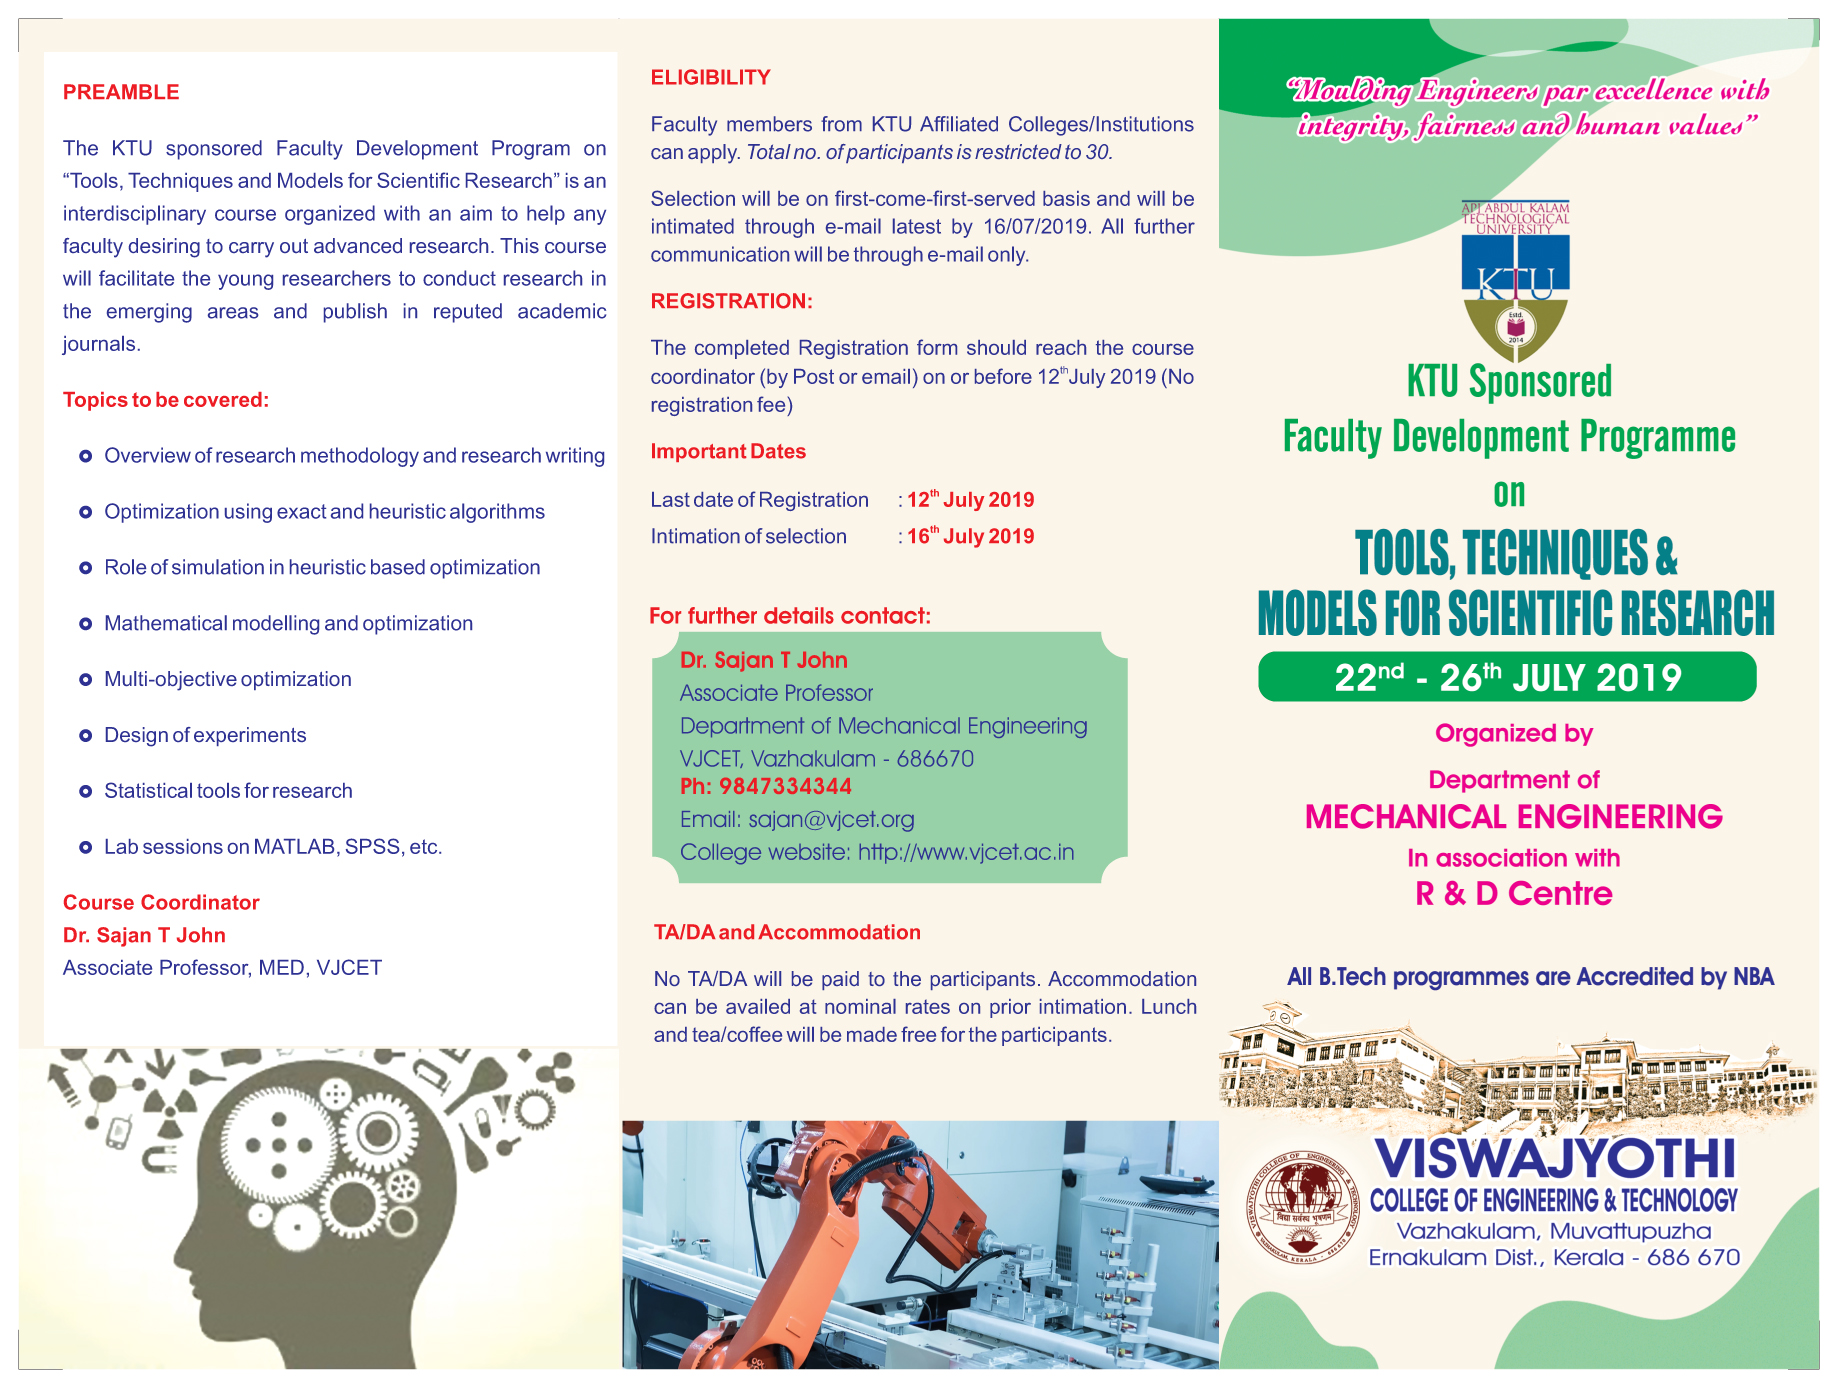 PREAMBLE
The KTU sponsored Faculty Development Program on
“Tools, Techniques and Models for Scientific Research” is an
interdisciplinary course organized with an aim to help any
faculty desiring to carry out advanced research. This course
will facilitate the young researchers to conduct research in
the emerging areas and publish in reputed academic
journals.
Topics to be covered:
Overview of research methodology and research writing
Optimization using exact and heuristic algorithms
Role of simulation in heuristic based optimization
Mathematical modelling and optimization
Multi-objective optimization
Design of experiments
Statistical tools for research
Lab sessions on MATLAB, SPSS, etc.
Course Coordinator
Dr. Sajan T John
Associate Professor, MED, VJCET
ELIGIBILITY
Faculty members from KTU Affiliated Colleges/Institutions
can apply. Total no. of participants is restricted to 30.
Selection will be on first-come-first-served basis and will be
intimated through e-mail latest by 16/07/2019. All further
communication will be through e-mail only.
REGISTRATION:
The completed Registration form should reach the course
coordinator (by Post or email) on or before 12th July 2019 (No
registration fee)
Important Dates
Last date of Registration : 12th July 2019
Intimation of selection : 16th July 2019
For further details contact:
Dr. Sajan T John
Associate Professor
Department of Mechanical Engineering
VJCET, Vazhakulam - 686670
Ph: 9847334344
Email: sajan@vjcet.org
College website: http://www.vjcet.ac.in
TA/DA and Accommodation
No TA/DA will be paid to the participants. Accommodation
can be availed at nominal rates on prior intimation. Lunch
and tea/coffee will be made free for the participants.
“Moulding Engineers par excellence with
integrity, fairness and human values”
APJ ABDUL KALAM
TECHNOLOGICAL
UNIVERSITY
KTU
Estd.
2014
KTU Sponsored
Faculty Development Programme
on
TOOLS, TECHNIQUES &
MODELS FOR SCIENTIFIC RESEARCH
22nd - 26th JULY 2019
Organized by
Department of
MECHANICAL ENGINEERING
In association with
R & D Centre
All B.Tech programmes are Accredited by NBA
VISWAJYOTHI COLLEGE OF ENGINEERING & TECHNOLOGY
विद्या सर्वस्य भूषणम्
VAZHAKULAM, KERALA - 686 670
VISWAJYOTHI
COLLEGE OF ENGINEERING & TECHNOLOGY
Vazhakulam, Muvattupuzha
Ernakulam Dist., Kerala - 686 670